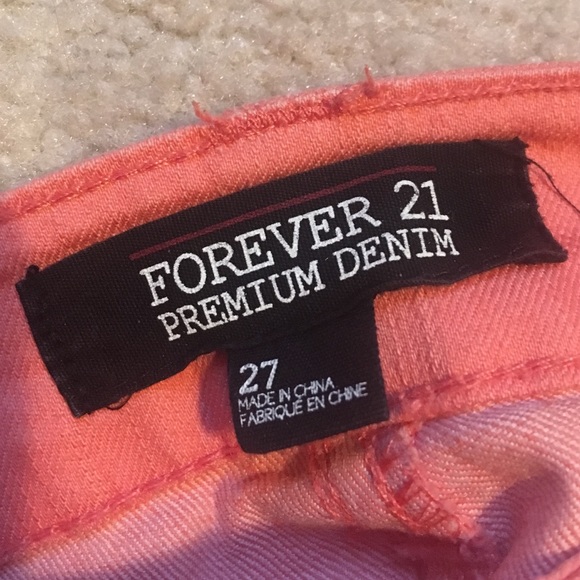 FOREVER 21
PREMIUM DENIM
27
MADE IN CHINA
FABRIQUÉ EN CHINE